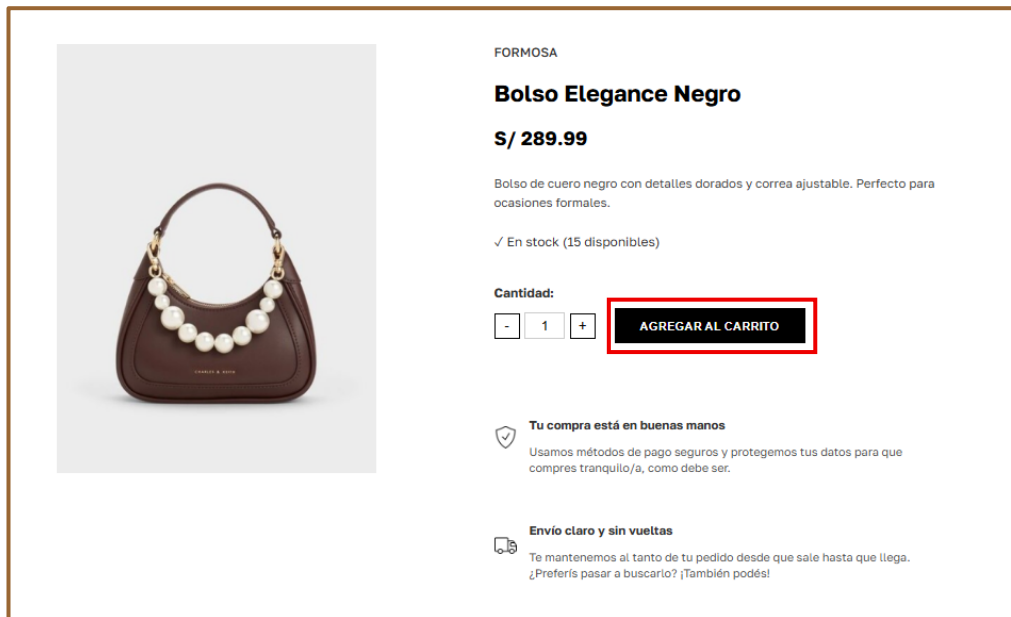 FORMOSA
Bolso Elegance Negro
S/ 289.99
Bolso de cuero negro con detalles dorados y correa ajustable. Perfecto para
ocasiones formales.
✓ En stock (15 disponibles)
Cantidad:
- 1 + AGREGAR AL CARRITO
CHARLES & KEITH
Tu compra está en buenas manos
Usamos métodos de pago seguros y protegemos tus datos para que
compres tranquilo/a, como debe ser.
Envío claro y sin vueltas
Te mantenemos al tanto de tu pedido desde que sale hasta que llega.
¿Preferís pasar a buscarlo? ¡También podés!